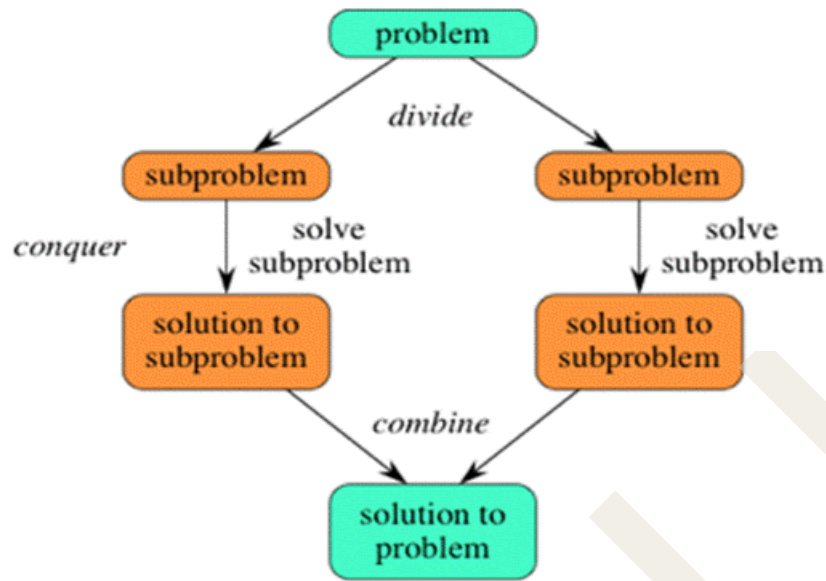 problem
divide
subproblem
subproblem
conquer
solve
subproblem
solve
subproblem
solution to
subproblem
solution to
subproblem
combine
solution to
problem